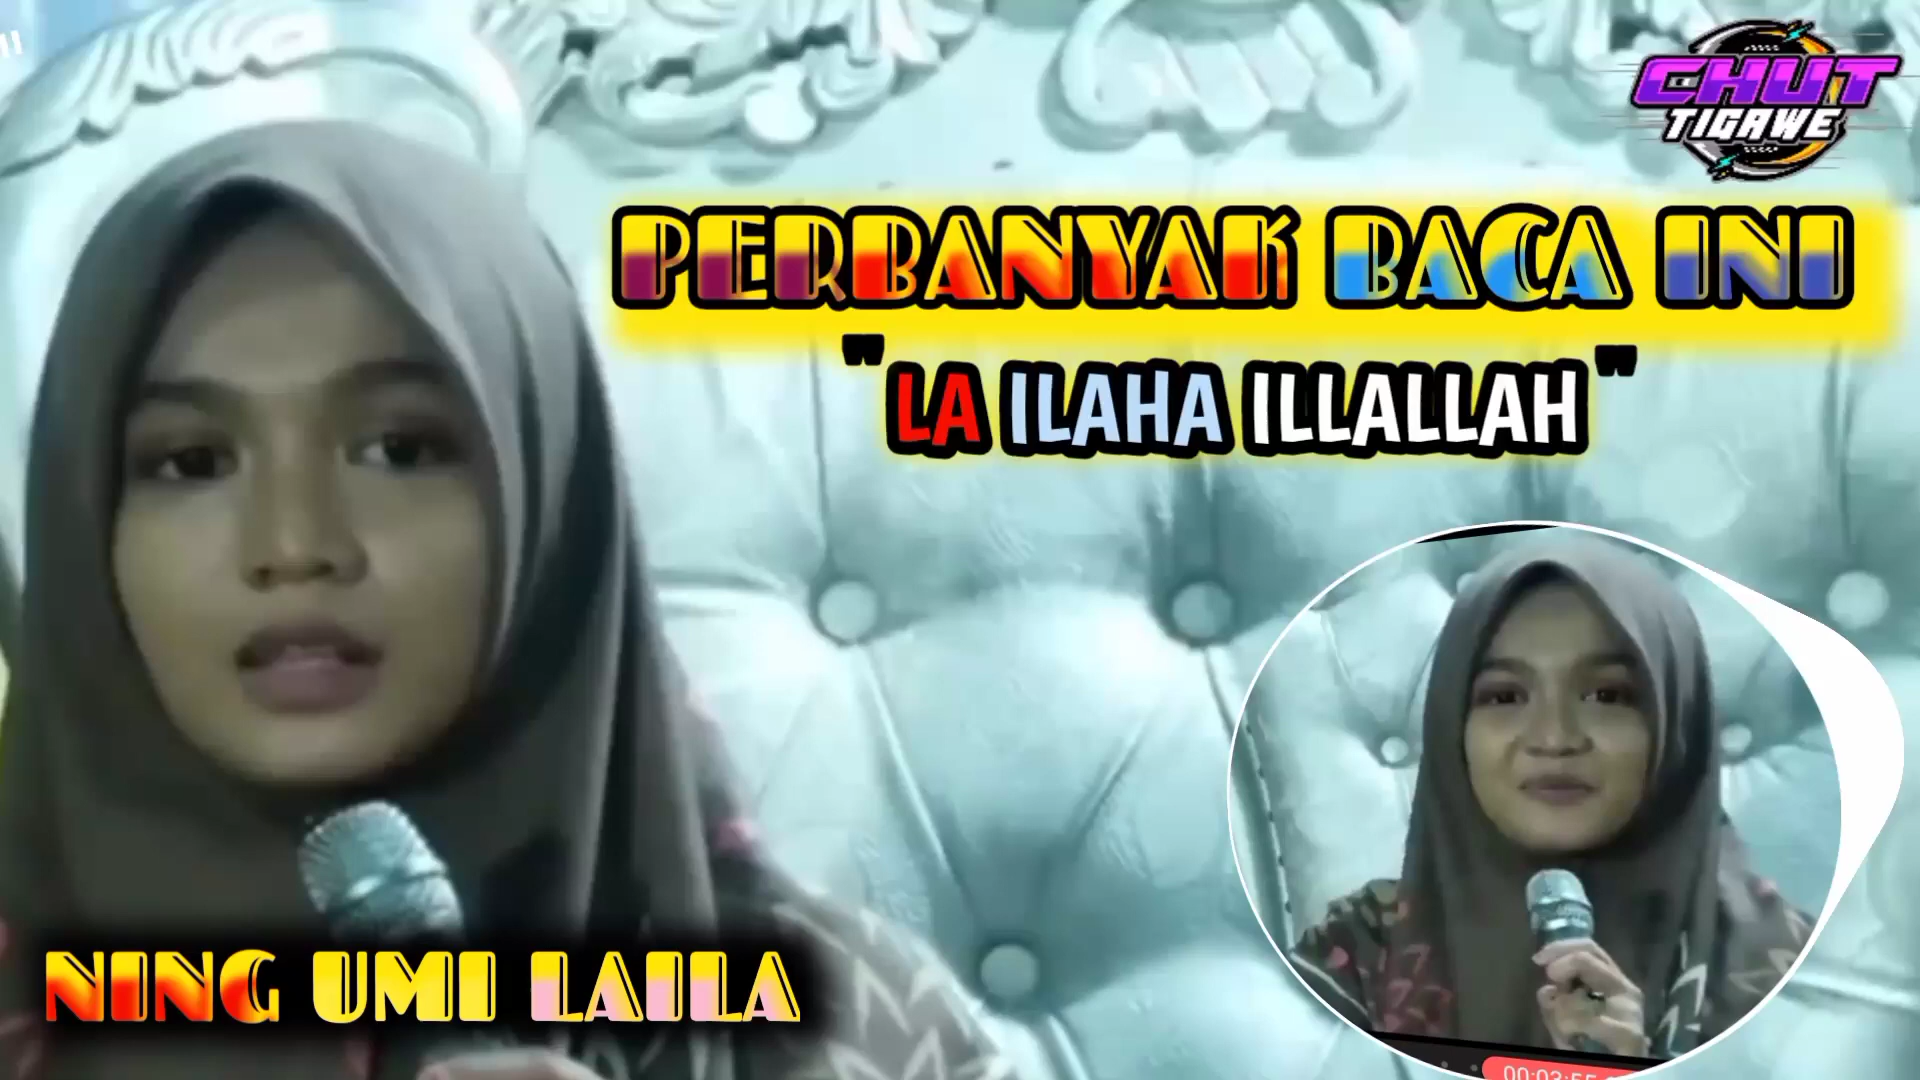 CHUT
TIGAWE
PERBANYAK BACA INI
"LA ILAHA ILLALLAH"
NING UMI LAILA